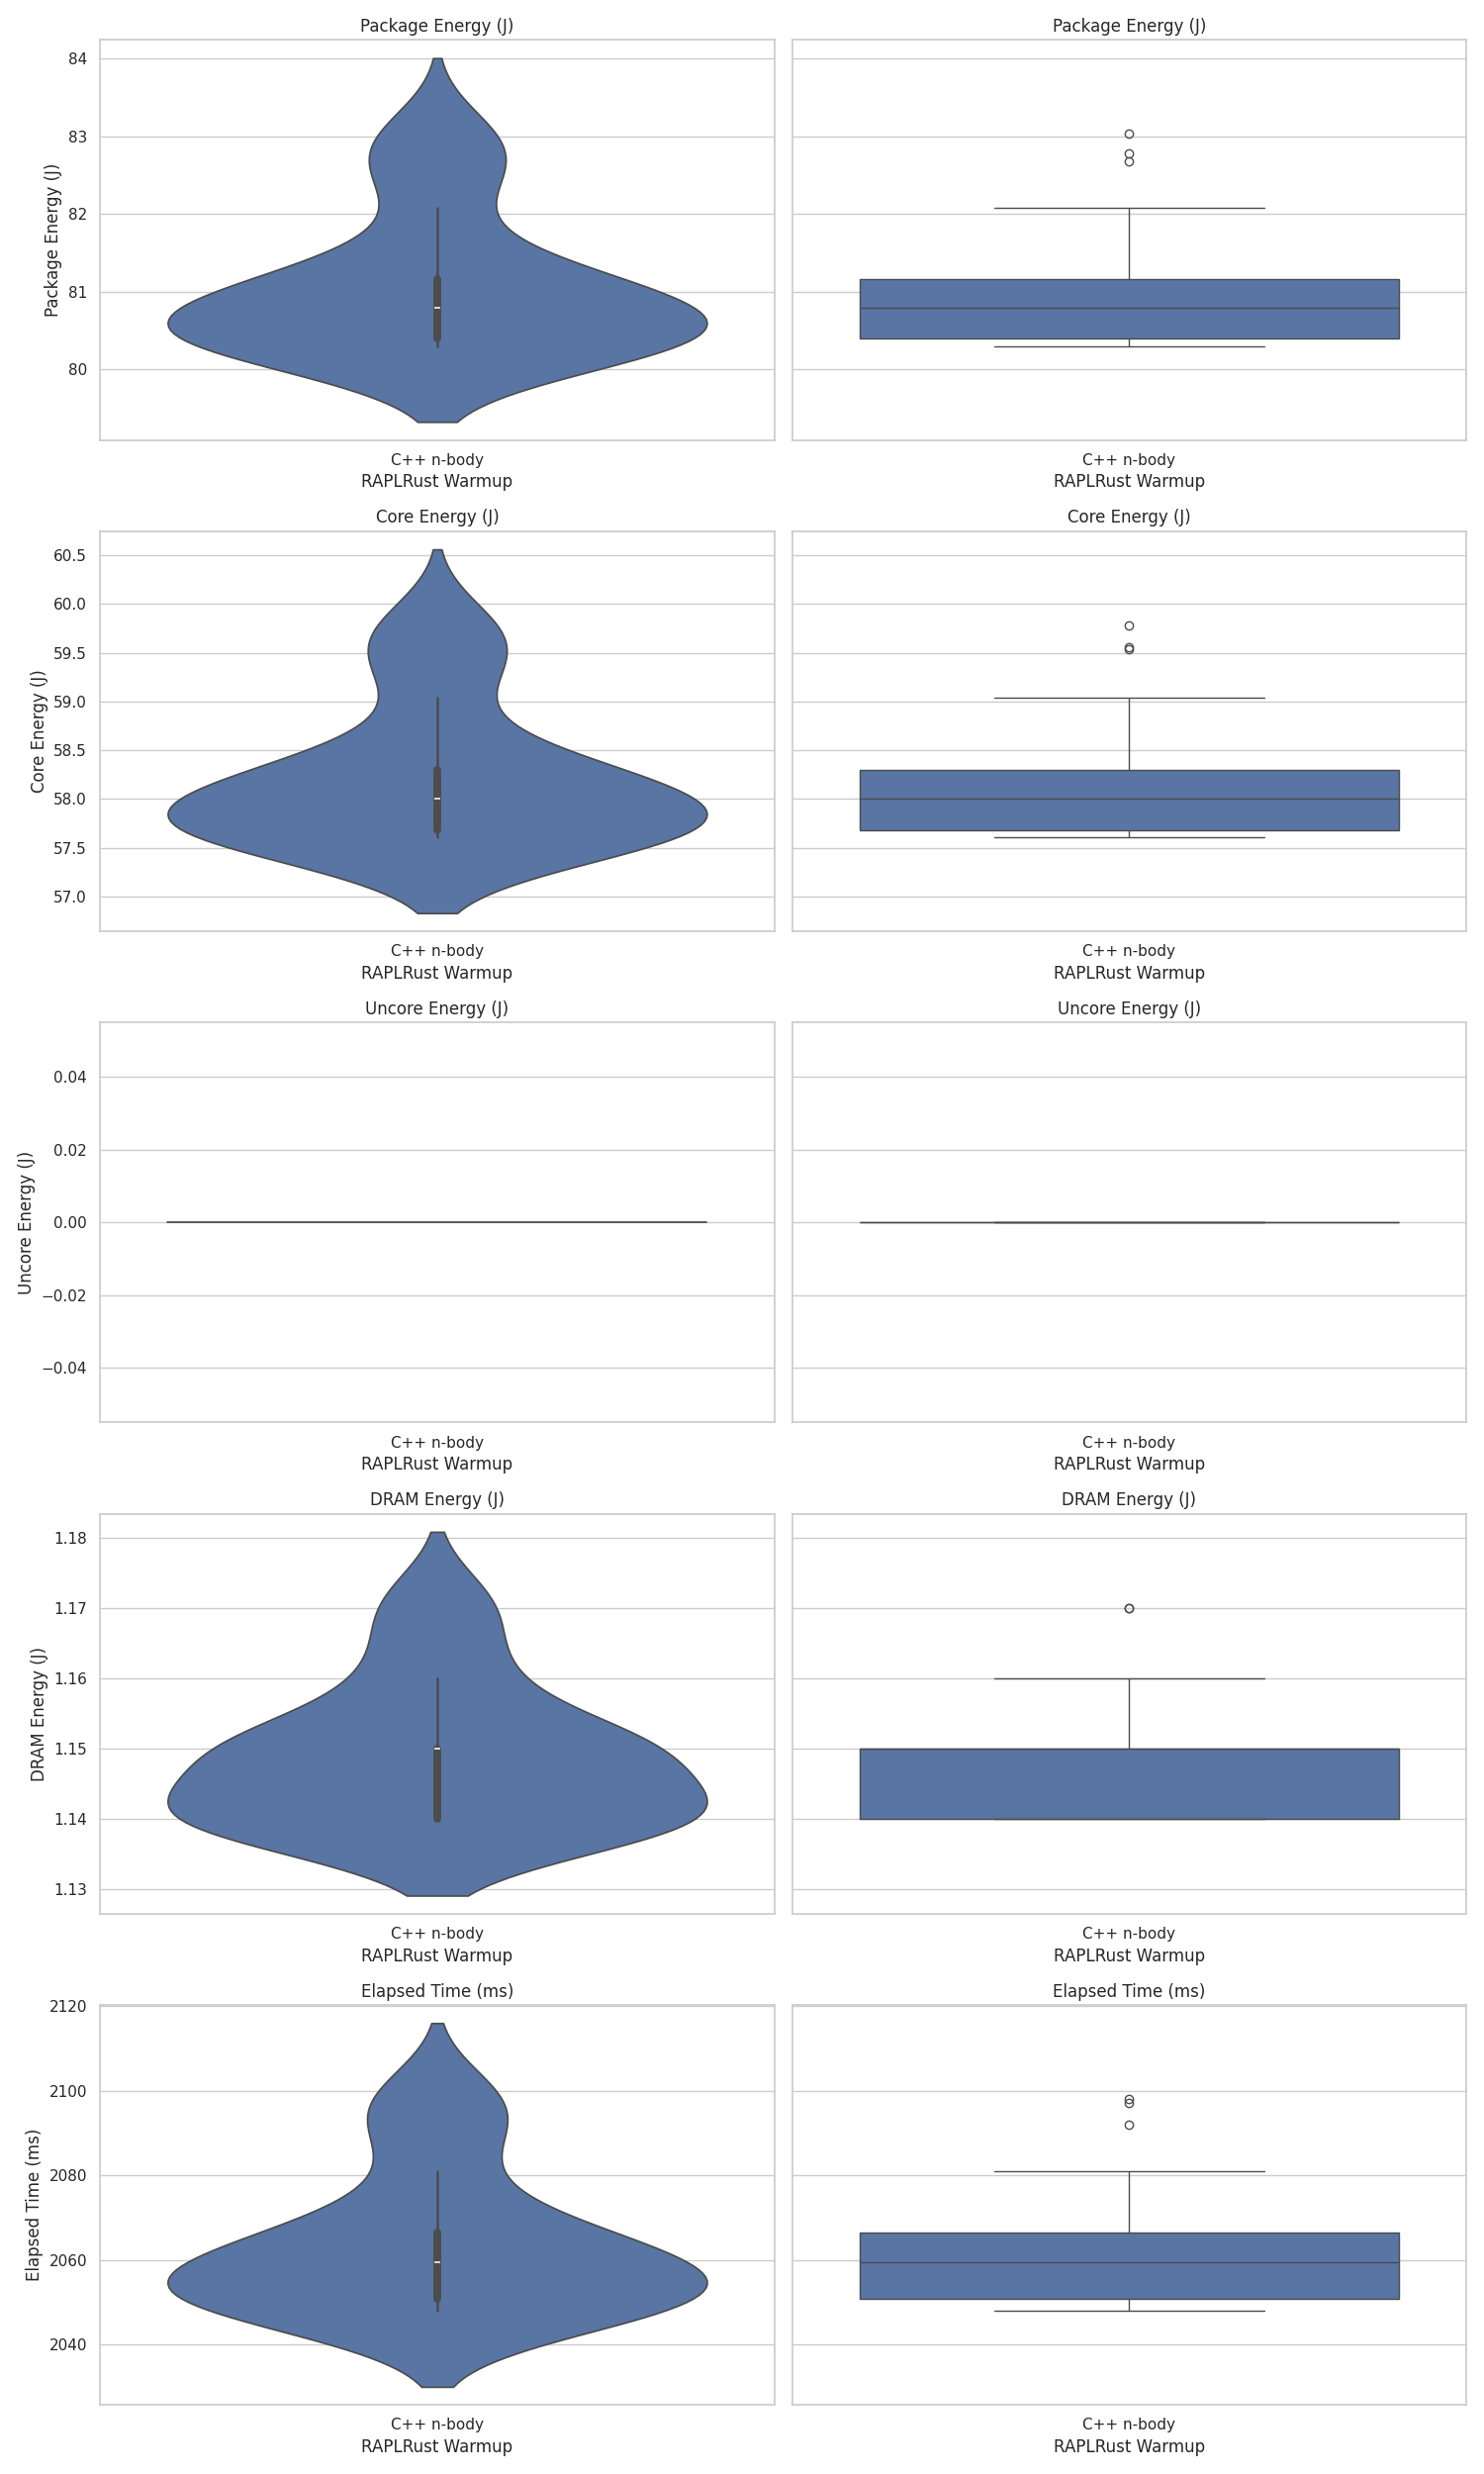 Package Energy (J)
Package Energy (J)
84
83
82
81
80
Package Energy (J)
C++ n-body
RAPLRust Warmup
C++ n-body
RAPLRust Warmup
Core Energy (J)
Core Energy (J)
60.5
60.0
59.5
59.0
58.5
58.0
57.5
57.0
Core Energy (J)
C++ n-body
RAPLRust Warmup
C++ n-body
RAPLRust Warmup
Uncore Energy (J)
Uncore Energy (J)
0.04
0.02
0.00
−0.02
−0.04
Uncore Energy (J)
C++ n-body
RAPLRust Warmup
C++ n-body
RAPLRust Warmup
DRAM Energy (J)
DRAM Energy (J)
1.18
1.17
1.16
1.15
1.14
1.13
DRAM Energy (J)
C++ n-body
RAPLRust Warmup
C++ n-body
RAPLRust Warmup
Elapsed Time (ms)
Elapsed Time (ms)
2120
2100
2080
2060
2040
Elapsed Time (ms)
C++ n-body
RAPLRust Warmup
C++ n-body
RAPLRust Warmup